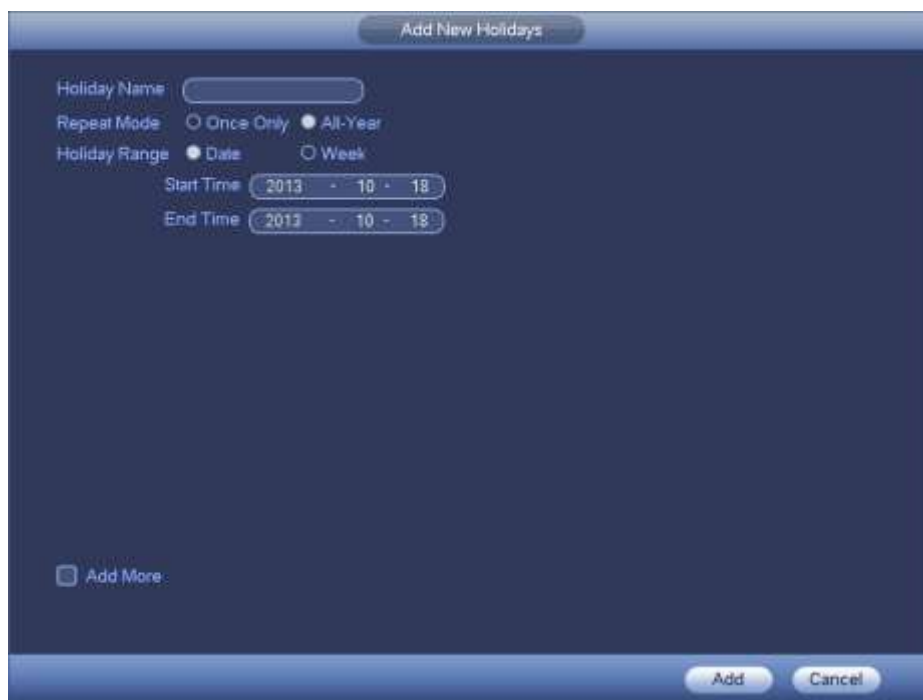 Add New Holidays
Holiday Name
Repeat Mode Once Only All-Year
Holiday Range Date Week
Start Time 2013 - 10 - 18
End Time 2013 - 10 - 18
Add More
Add Cancel